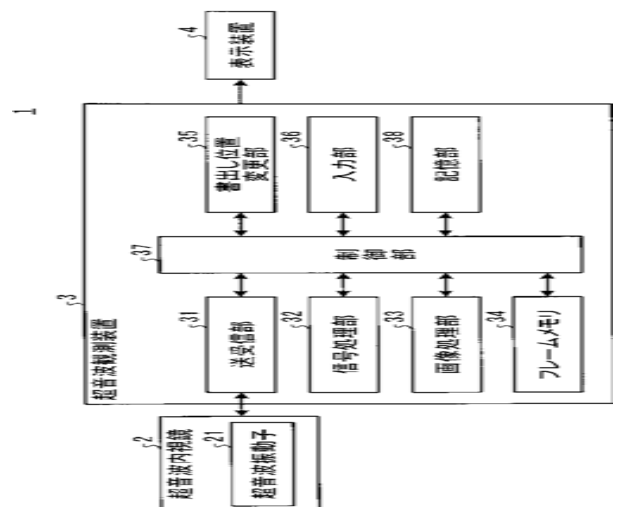 1
超音波内視鏡
2
超音波振動子
21
超音波観測装置
3
送受信部
31
信号処理部
32
画像処理部
33
フレームメモリ
34
制御部
37
書出し位置
変更部
35
入力部
36
記憶部
38
表示装置
4